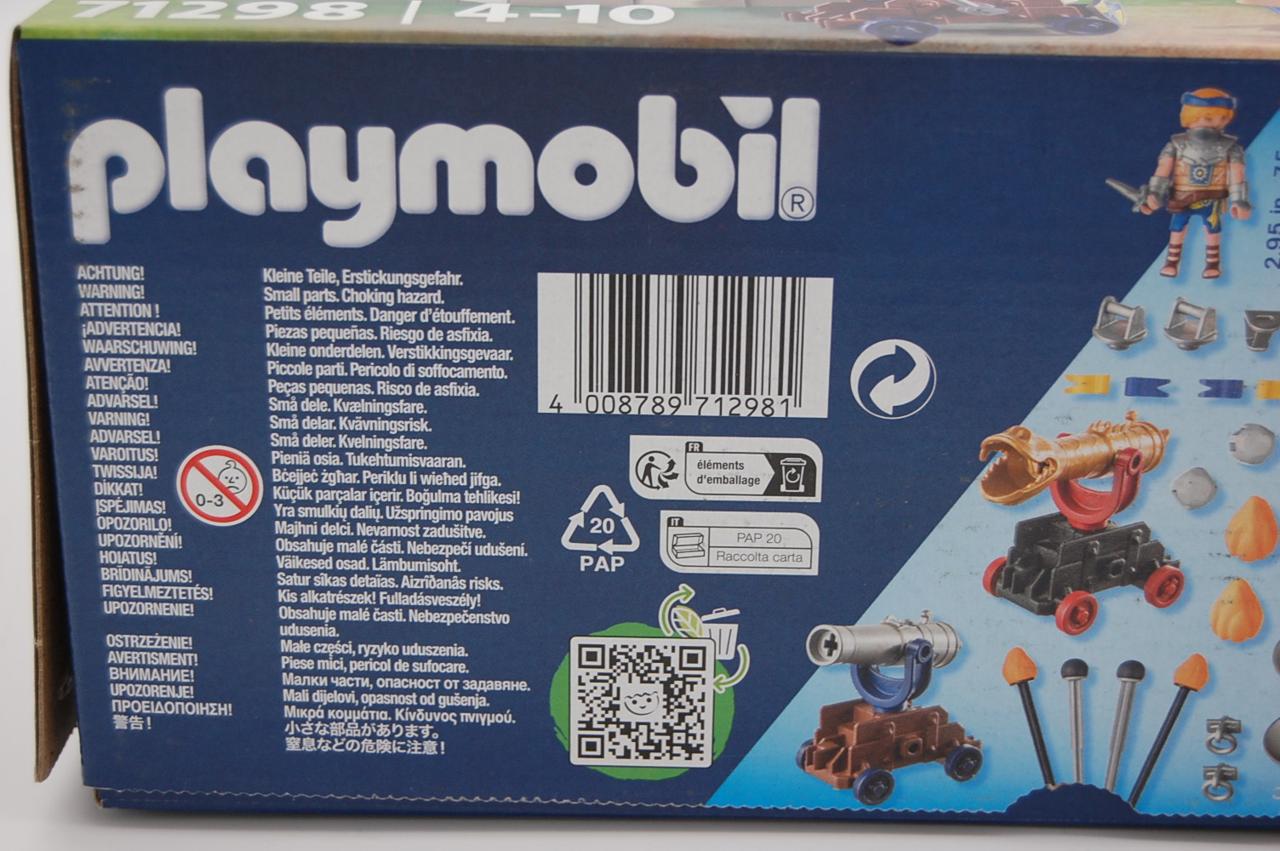 71298 | 4-10
playmobil®
ACHTUNG! Kleine Teile, Erstickungsgefahr.
WARNING! Small parts. Choking hazard.
ATTENTION ! Petits éléments. Danger d'étouffement.
¡ADVERTENCIA! Piezas pequeñas. Riesgo de asfixia.
WAARSCHUWING! Kleine onderdelen. Verstikkingsgevaar.
AVVERTENZA! Piccole parti. Pericolo di soffocamento.
ATENÇÃO! Peças pequenas. Risco de asfixia.
ADVARSEL! Små dele. Kvælningsfare.
VARNING! Små delar. Kvävningsrisk.
ADVARSEL! Små deler. Kvelningsfare.
VAROITUS! Pieniä osia. Tukehtumisvaaran.
TWISSIJA! Bċejjeċ żgħar. Periklu li wieħed jifga.
DİKKAT! Küçük parçalar içerir. Boğulma tehlikesi!
ĮSPĖJIMAS! Yra smulkių dalių. Užspringimo pavojus
OPOZORILO! Majhni delci. Nevarnost zadušitve.
UPOZORNĚNÍ! Obsahuje malé části. Nebezpečí udušení.
HOIATUS! Väikesed osad. Lämbumisoht.
BRĪDINĀJUMS! Satur sīkas detaļas. Aizrīšanās risks.
FIGYELMEZTETÉS! Kis alkatrészek! Fulladásveszély!
UPOZORNENIE! Obsahuje malé časti. Nebezpečenstvo
udusenia.
OSTRZEŻENIE! Małe części, ryzyko uduszenia.
AVERTISMENT! Piese mici, pericol de sufocare.
ВНИМАНИЕ! Малки части, опасност от задавяне.
UPOZORENJE! Mali dijelovi, opasnost od gušenja.
ΠΡΟΕΙΔΟΠΟΙΗΣΗ! Μικρά κομμάτια. Κίνδυνος πνιγμού.
警告! 小さな部品があります。
窒息などの危険に注意!
0-3
4 008789 712981
FR
éléments
d'emballage
20
PAP
IT
PAP 20
Raccolta carta
2.95 in